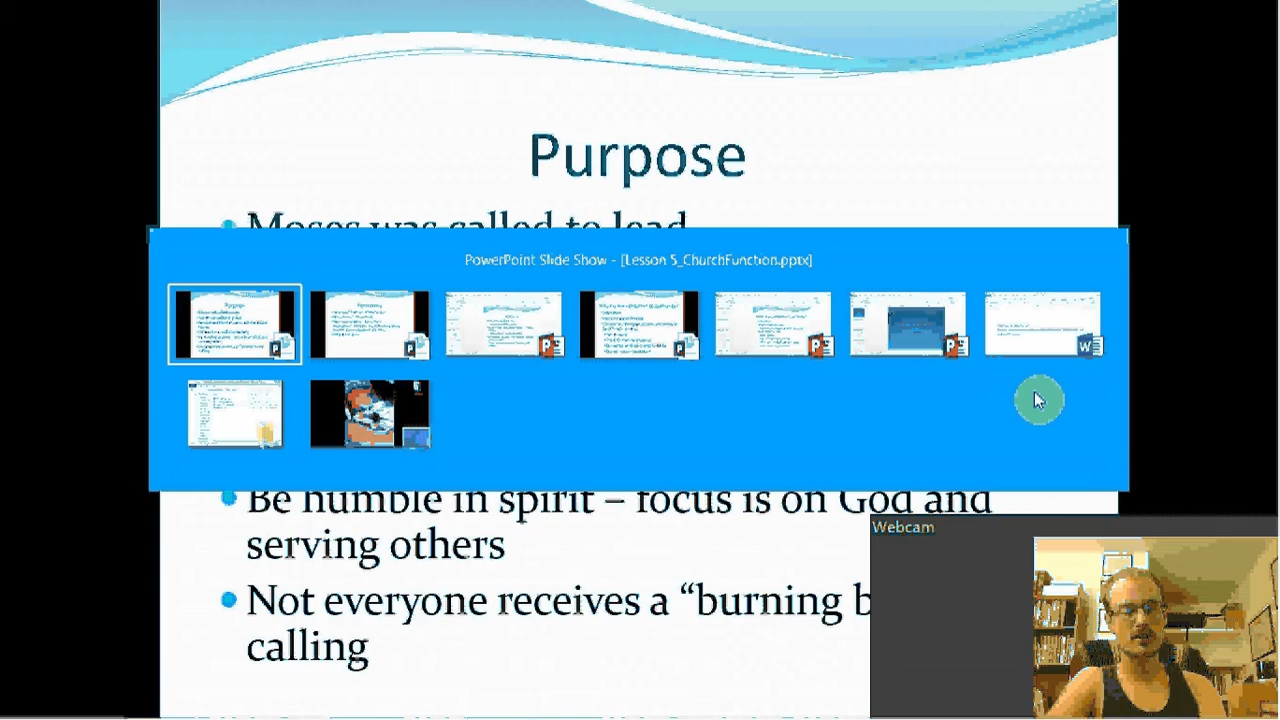 Purpose
Moses was called to lead
PowerPoint Slide Show - [Lesson 5_ChurchFunction.pptx]
Be humble in spirit – focus is on God and
serving others
Not everyone receives a “burning b
calling
Webcam